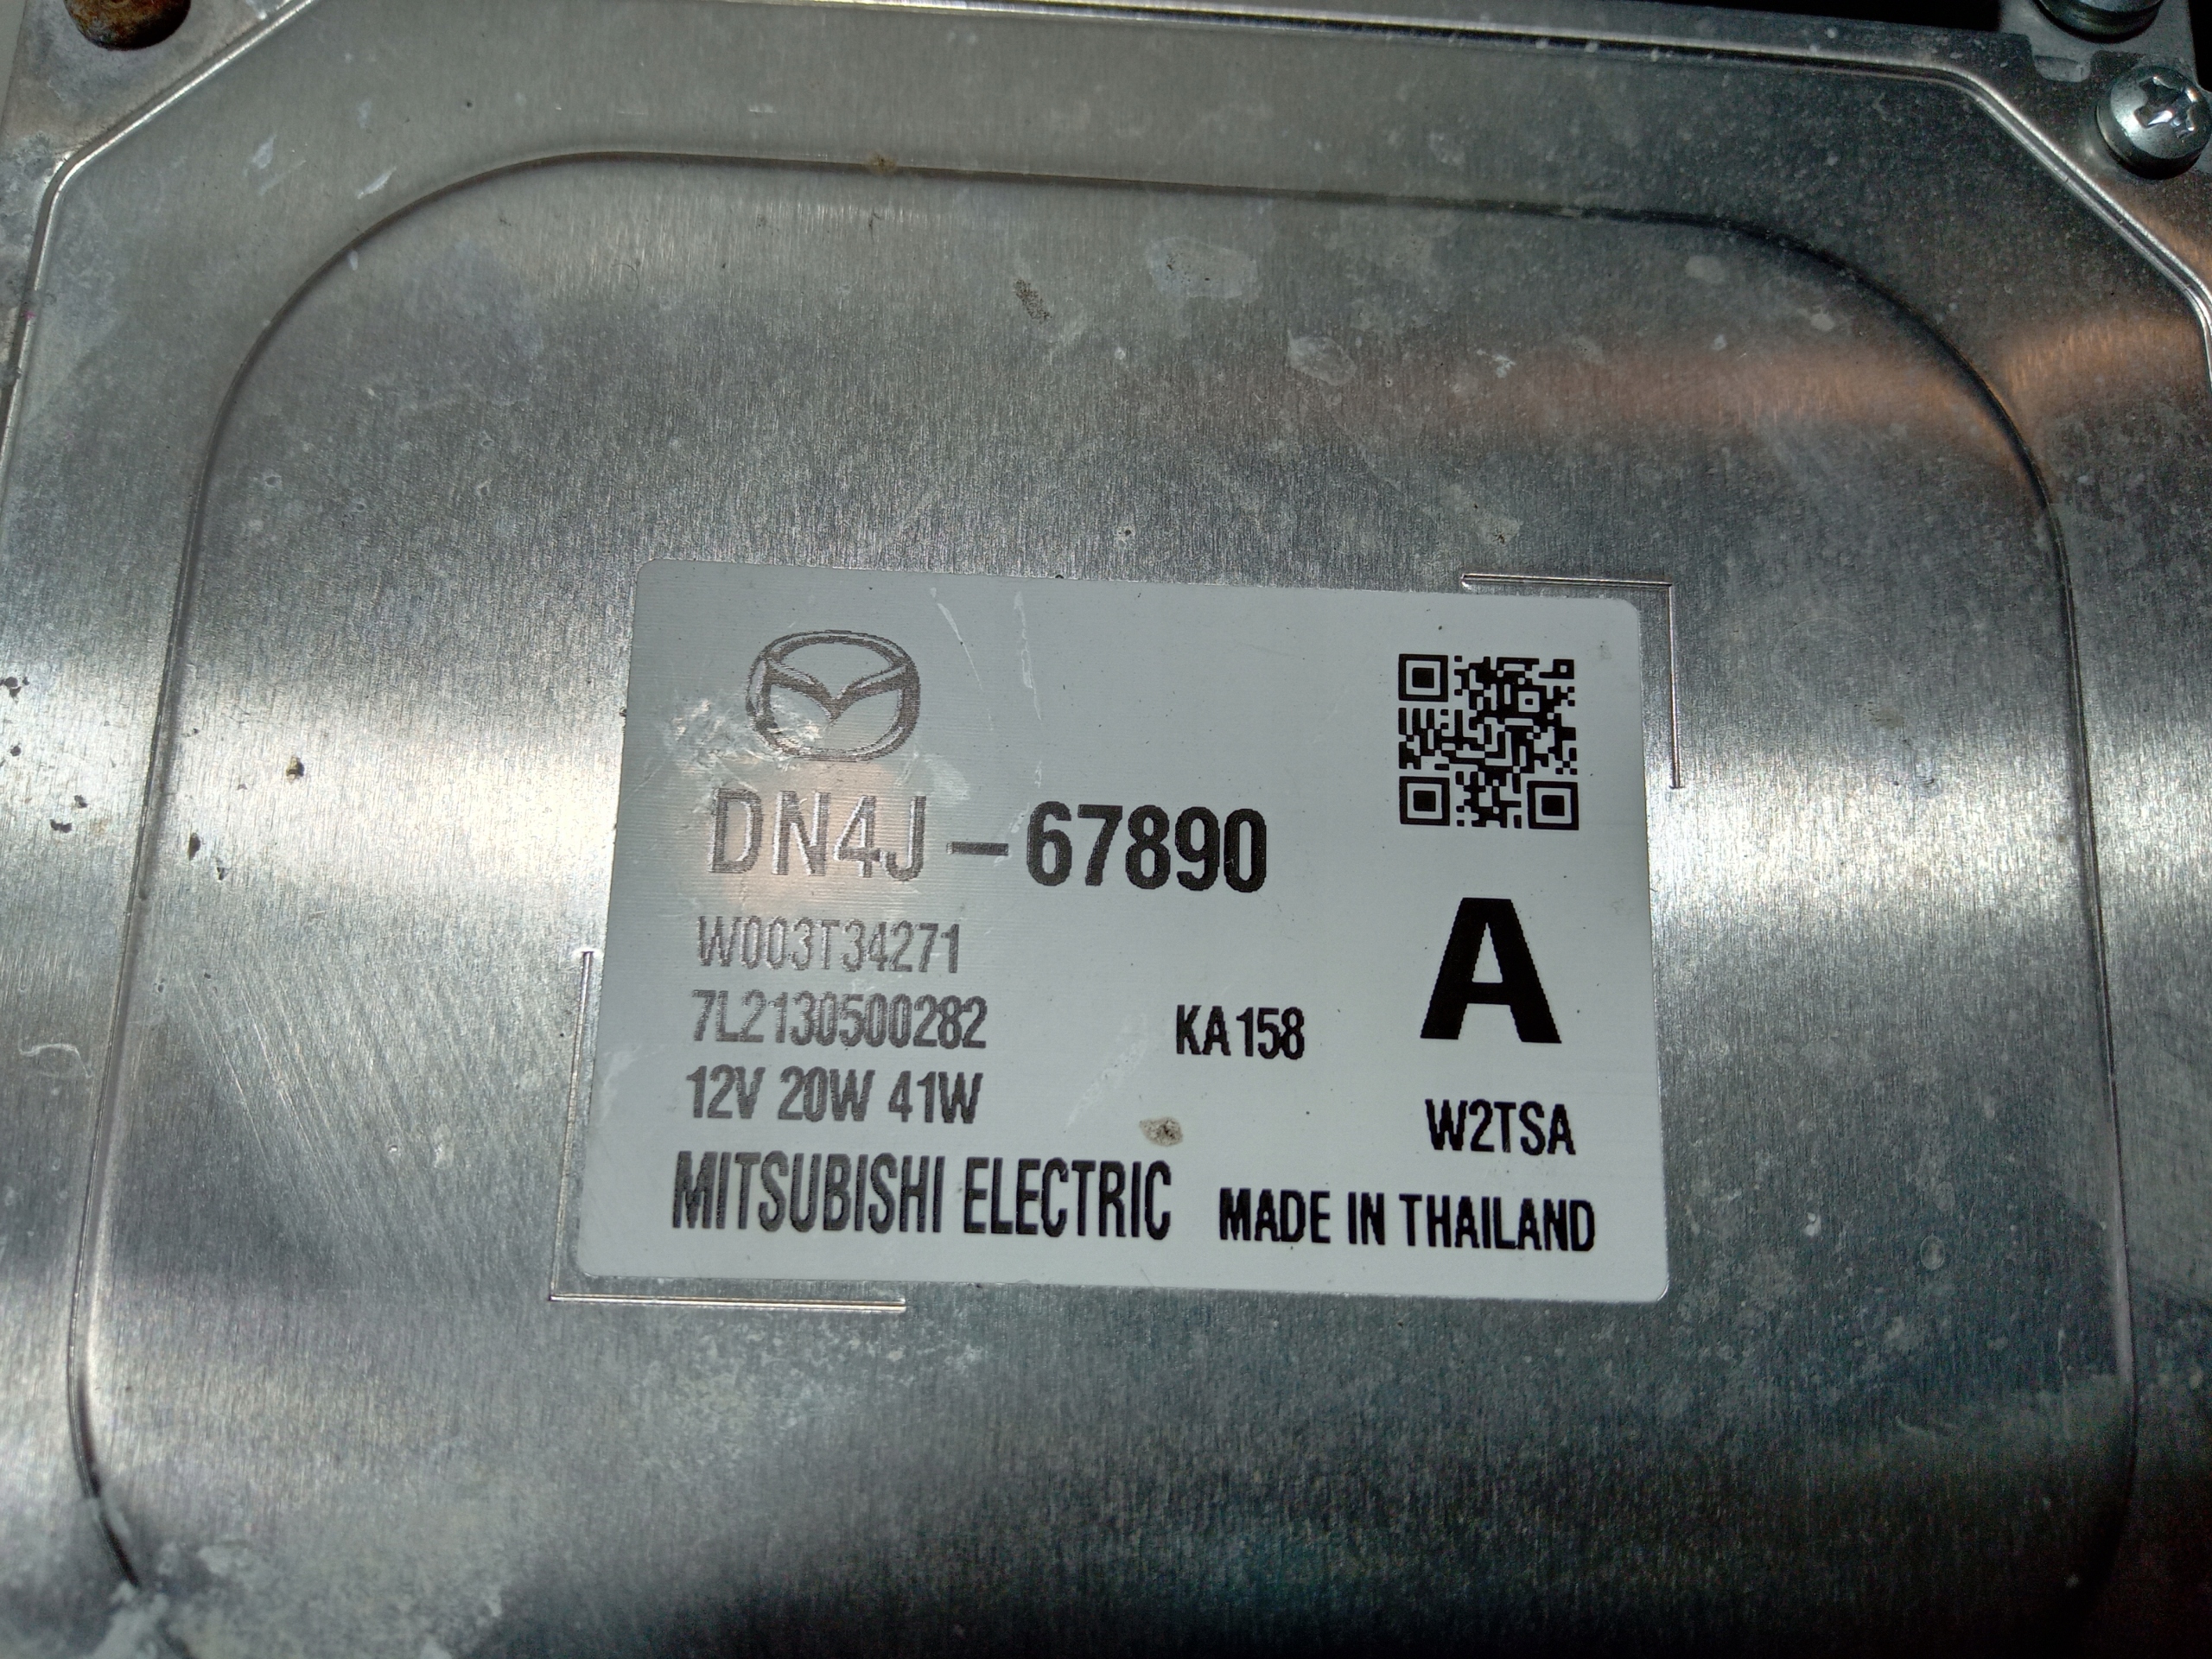 DN4J-67890
W003T34271
7L2130500282 KA158
A
12V 20W 41W
W2TSA
MITSUBISHI ELECTRIC MADE IN THAILAND